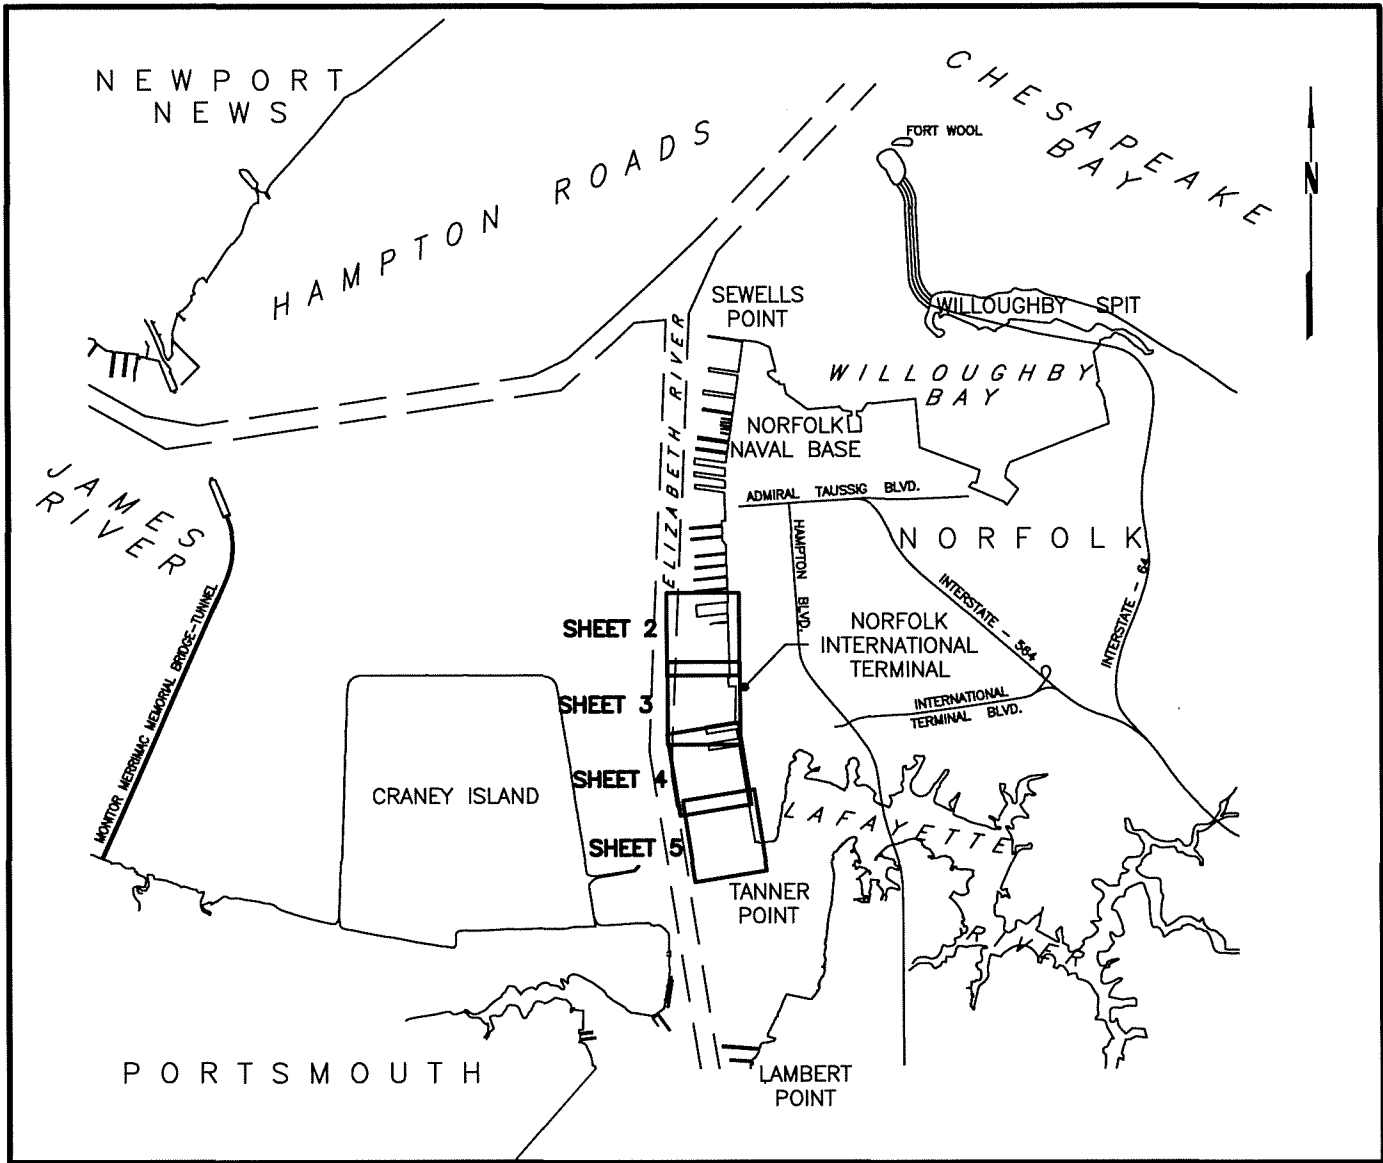 NEWPORT
NEWS
HAMPTON ROADS
CHESAPEAKE
BAY
FORT WOOL
N
SEWELLS
POINT
WILLOUGHBY SPIT
WILLOUGHBY
BAY
ELIZABETH RIVER
NORFOLK
NAVAL BASE
JAMES
RIVER
ADMIRAL TAUSSIG BLVD.
HAMPTON BLVD.
NORFOLK
INTERSTATE - 64
INTERSTATE - 564
MONITOR MERRIMAC MEMORIAL BRIDGE-TUNNEL
SHEET 2
NORFOLK
INTERNATIONAL
TERMINAL
SHEET 3
INTERNATIONAL
TERMINAL BLVD.
SHEET 4
CRANEY ISLAND
LAFAYETTE
RIVER
SHEET 5
TANNER
POINT
PORTSMOUTH
LAMBERT
POINT